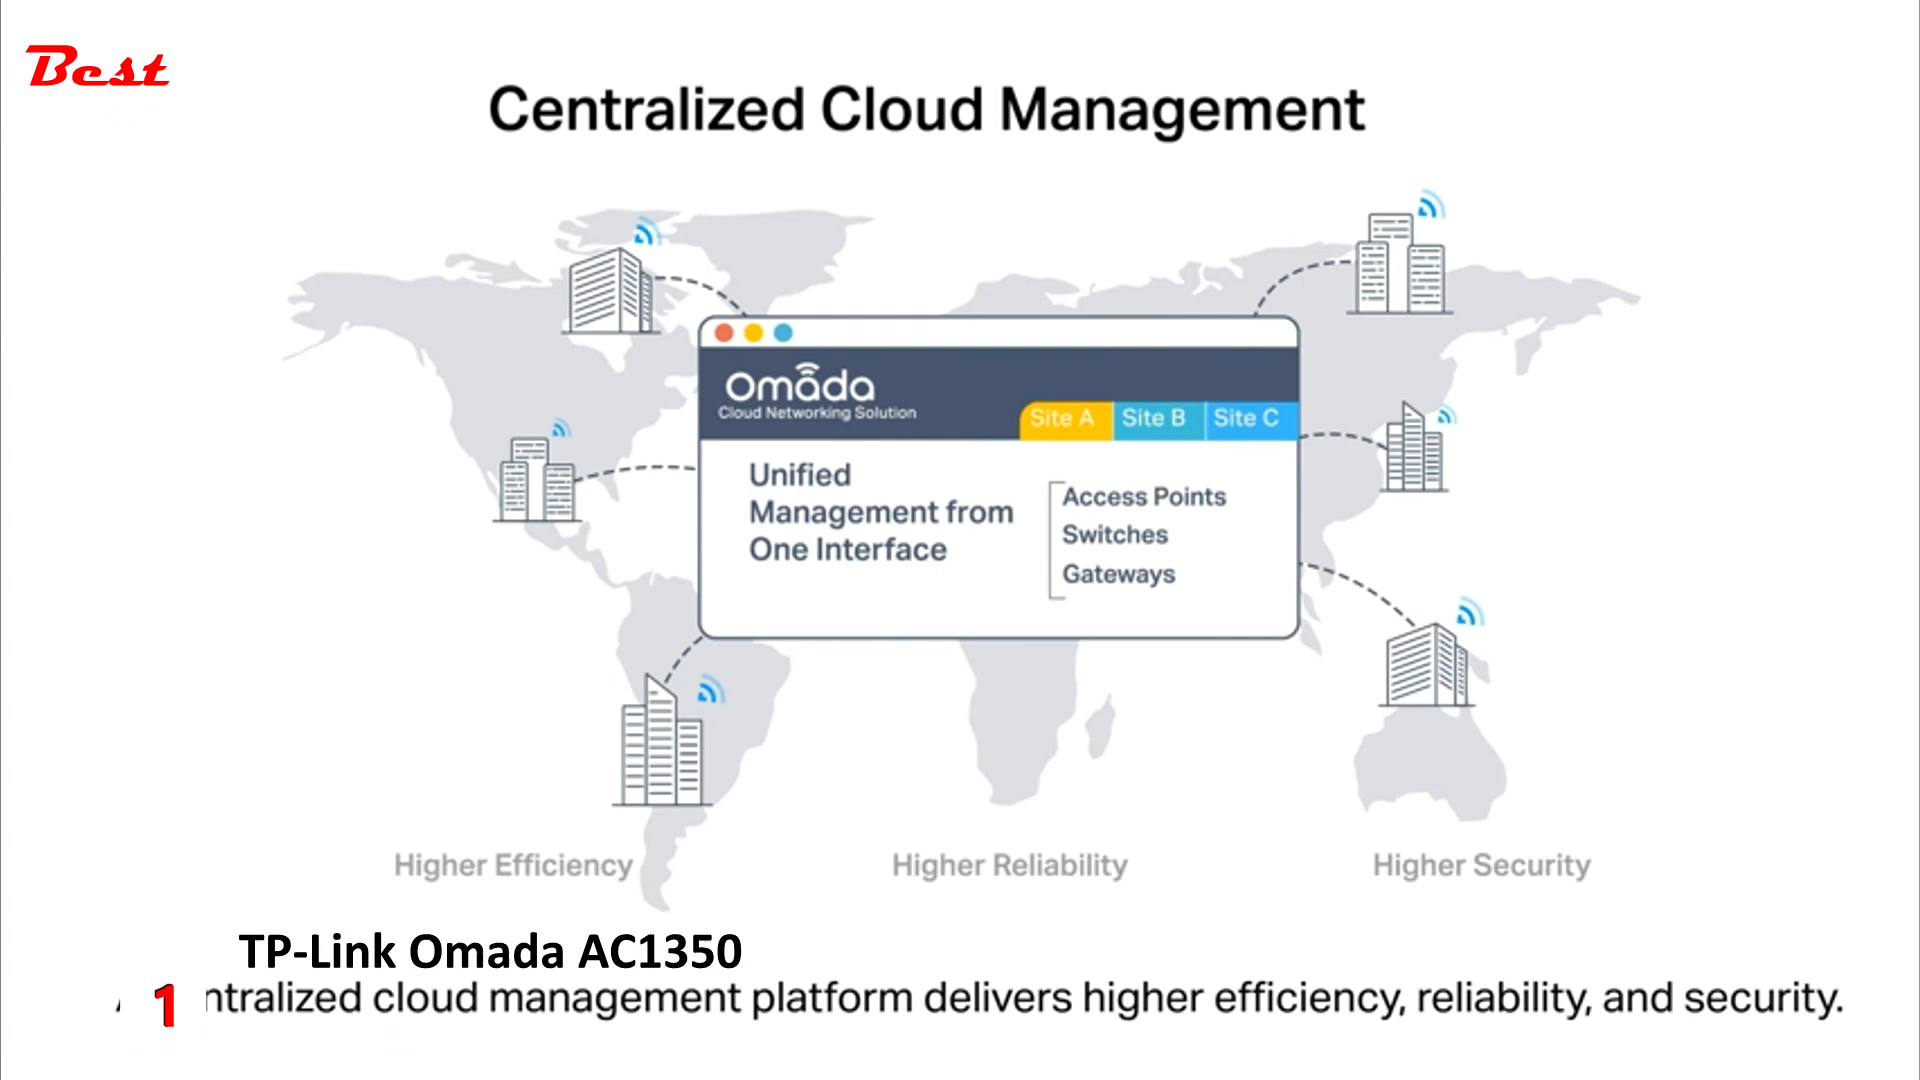 Best
Centralized Cloud Management
Omada
Cloud Networking Solution
Site A
Site B
Site C
Unified
Management from
One Interface
Access Points
Switches
Gateways
Higher Efficiency
Higher Reliability
Higher Security
TP-Link Omada AC1350
1
cloud management platform delivers higher efficiency, reliability, and security.